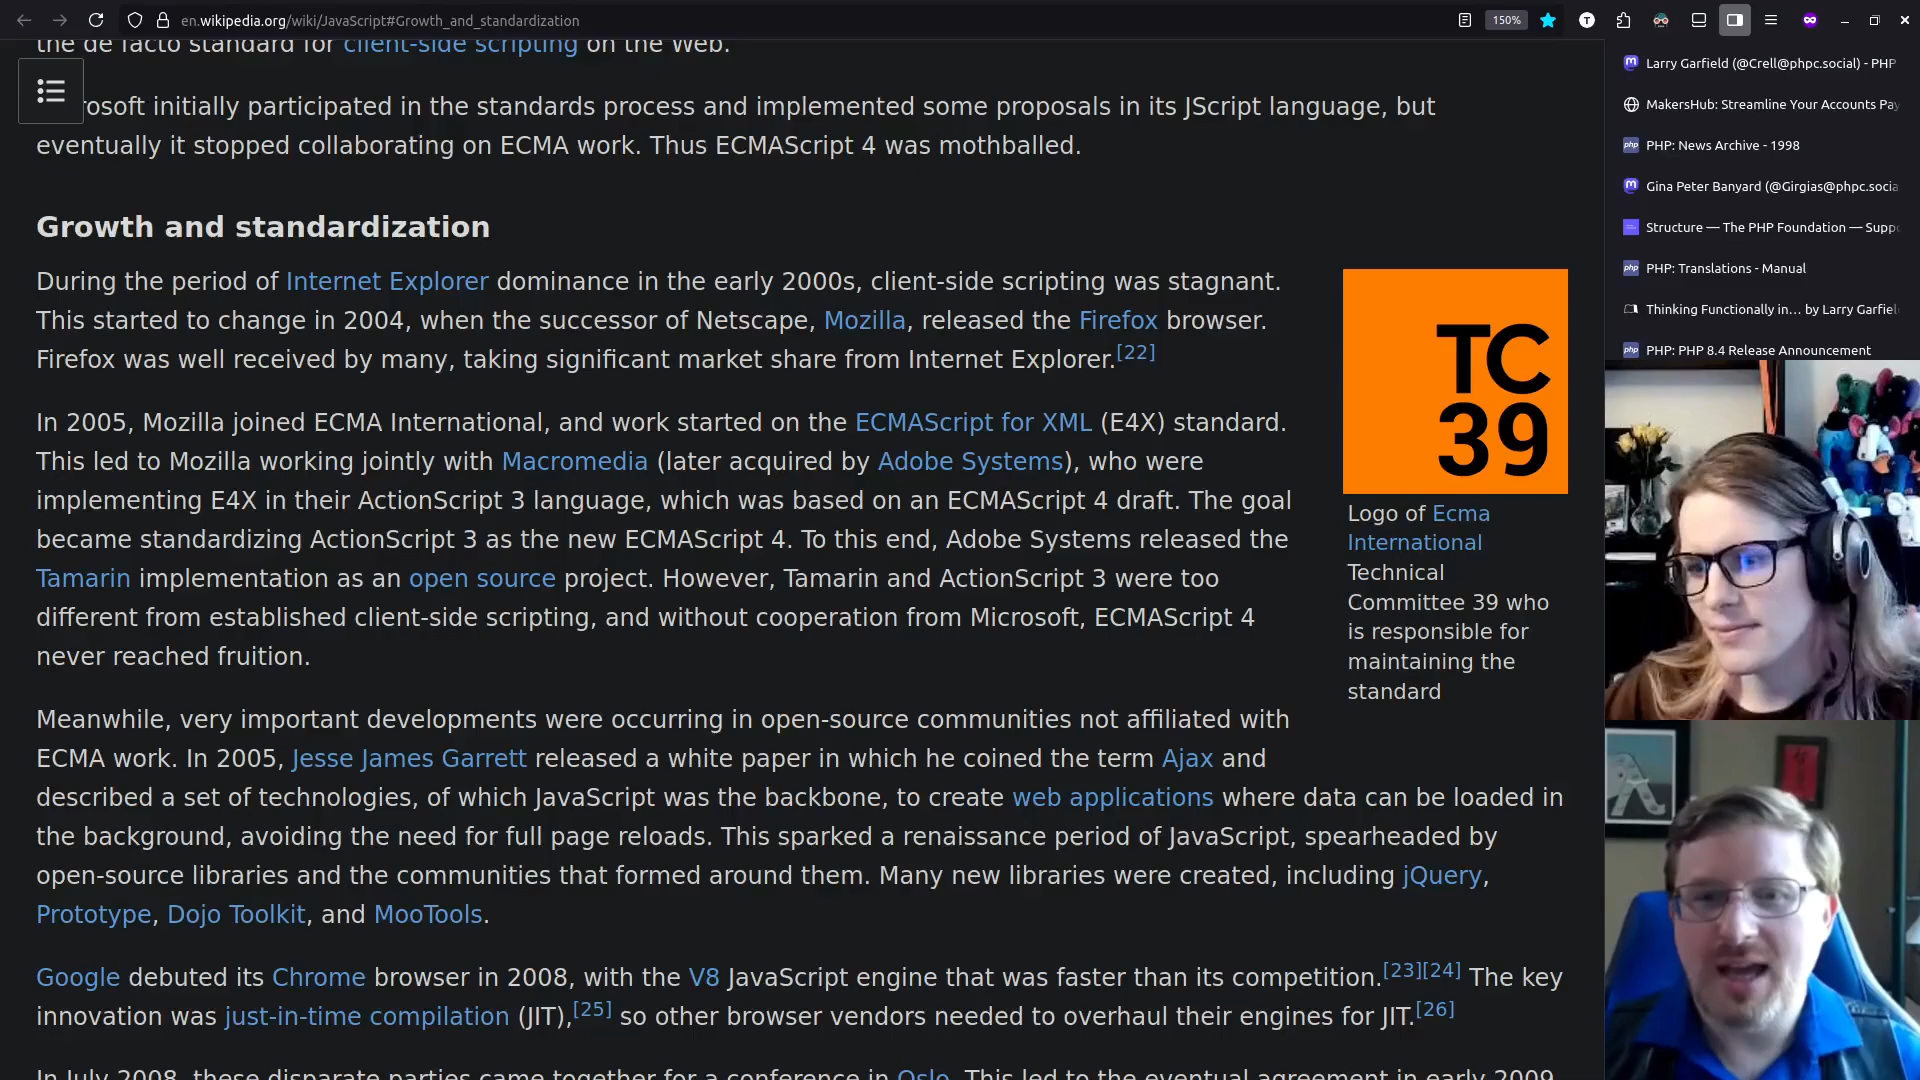 en.wikipedia.org/wiki/JavaScript#Growth_and_standardization
150%
T
the de facto standard for client-side scripting on the Web.
rosoft initially participated in the standards process and implemented some proposals in its JScript language, but
eventually it stopped collaborating on ECMA work. Thus ECMAScript 4 was mothballed.
Growth and standardization
During the period of Internet Explorer dominance in the early 2000s, client-side scripting was stagnant.
This started to change in 2004, when the successor of Netscape, Mozilla, released the Firefox browser.
Firefox was well received by many, taking significant market share from Internet Explorer.[22]
In 2005, Mozilla joined ECMA International, and work started on the ECMAScript for XML (E4X) standard.
This led to Mozilla working jointly with Macromedia (later acquired by Adobe Systems), who were
implementing E4X in their ActionScript 3 language, which was based on an ECMAScript 4 draft. The goal
became standardizing ActionScript 3 as the new ECMAScript 4. To this end, Adobe Systems released the
Tamarin implementation as an open source project. However, Tamarin and ActionScript 3 were too
different from established client-side scripting, and without cooperation from Microsoft, ECMAScript 4
never reached fruition.
TC
39
Logo of Ecma
International
Technical
Committee 39 who
is responsible for
maintaining the
standard
Meanwhile, very important developments were occurring in open-source communities not affiliated with
ECMA work. In 2005, Jesse James Garrett released a white paper in which he coined the term Ajax and
described a set of technologies, of which JavaScript was the backbone, to create web applications where data can be loaded in
the background, avoiding the need for full page reloads. This sparked a renaissance period of JavaScript, spearheaded by
open-source libraries and the communities that formed around them. Many new libraries were created, including jQuery,
Prototype, Dojo Toolkit, and MooTools.
Google debuted its Chrome browser in 2008, with the V8 JavaScript engine that was faster than its competition.[23][24] The key
innovation was just-in-time compilation (JIT),[25] so other browser vendors needed to overhaul their engines for JIT.[26]
In July 2008, these disparate parties came together for a conference in Oslo. This led to the eventual agreement in early 2009
Larry Garfield (@Crell@phpc.social) - PHP
MakersHub: Streamline Your Accounts Pay
php PHP: News Archive - 1998
Gina Peter Banyard (@Girgias@phpc.socia
Structure — The PHP Foundation — Suppo
php PHP: Translations - Manual
Thinking Functionally in… by Larry Garfiel
php PHP: PHP 8.4 Release Announcement